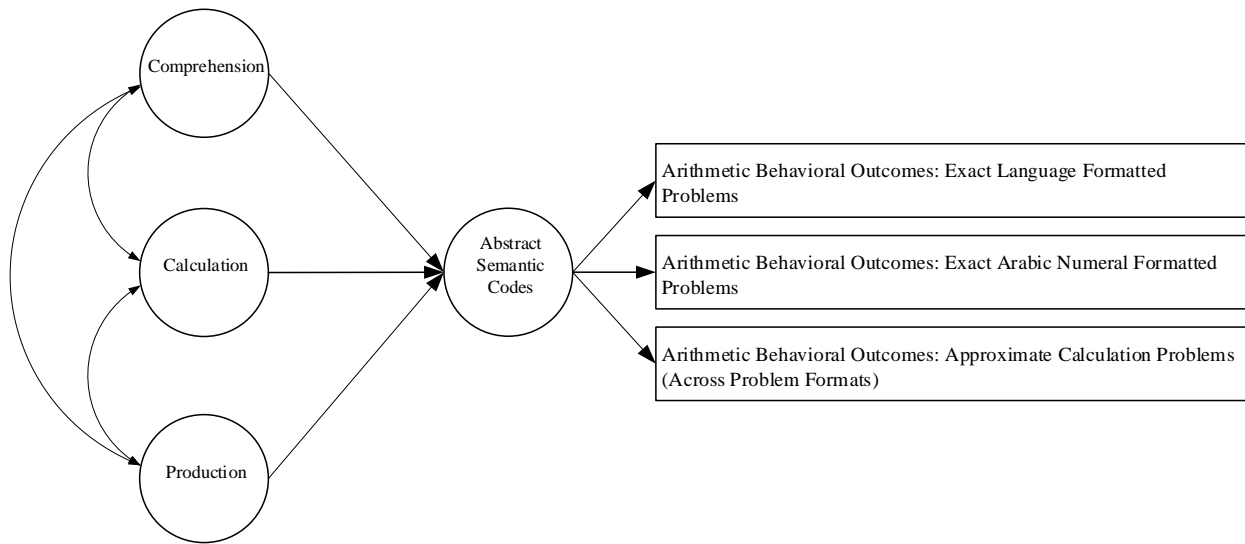 Comprehension
Calculation
Production
Abstract
Semantic
Codes
Arithmetic Behavioral Outcomes: Exact Language Formatted
Problems
Arithmetic Behavioral Outcomes: Exact Arabic Numeral Formatted
Problems
Arithmetic Behavioral Outcomes: Approximate Calculation Problems
(Across Problem Formats)